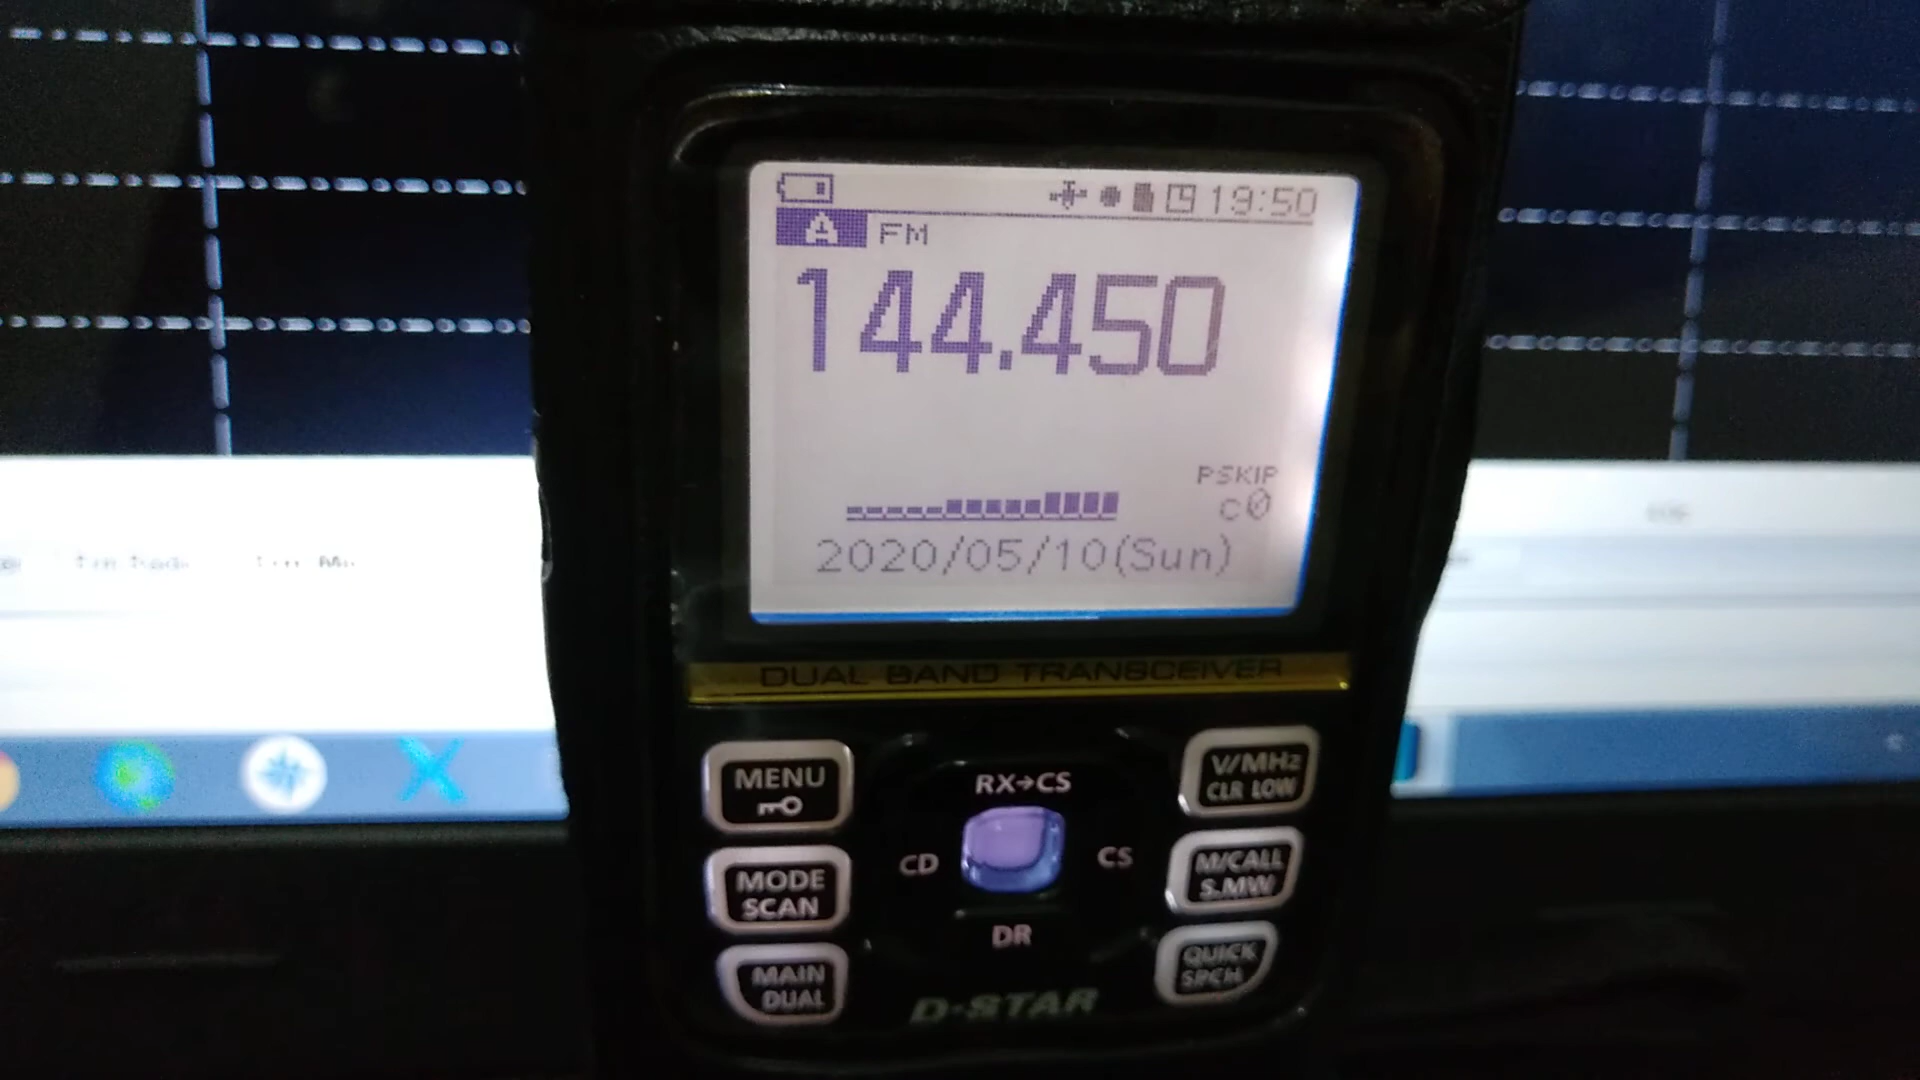 19:50
A FM
144.450
PSKIP
c0
2020/05/10(Sun)
DUAL BAND TRANSCEIVER
MENU
RX→CS
V/MHz
CLR LOW
MODE
SCAN
CD
CS
M/CALL
S.MW
DR
MAIN
DUAL
QUICK
SPCH
D-STAR